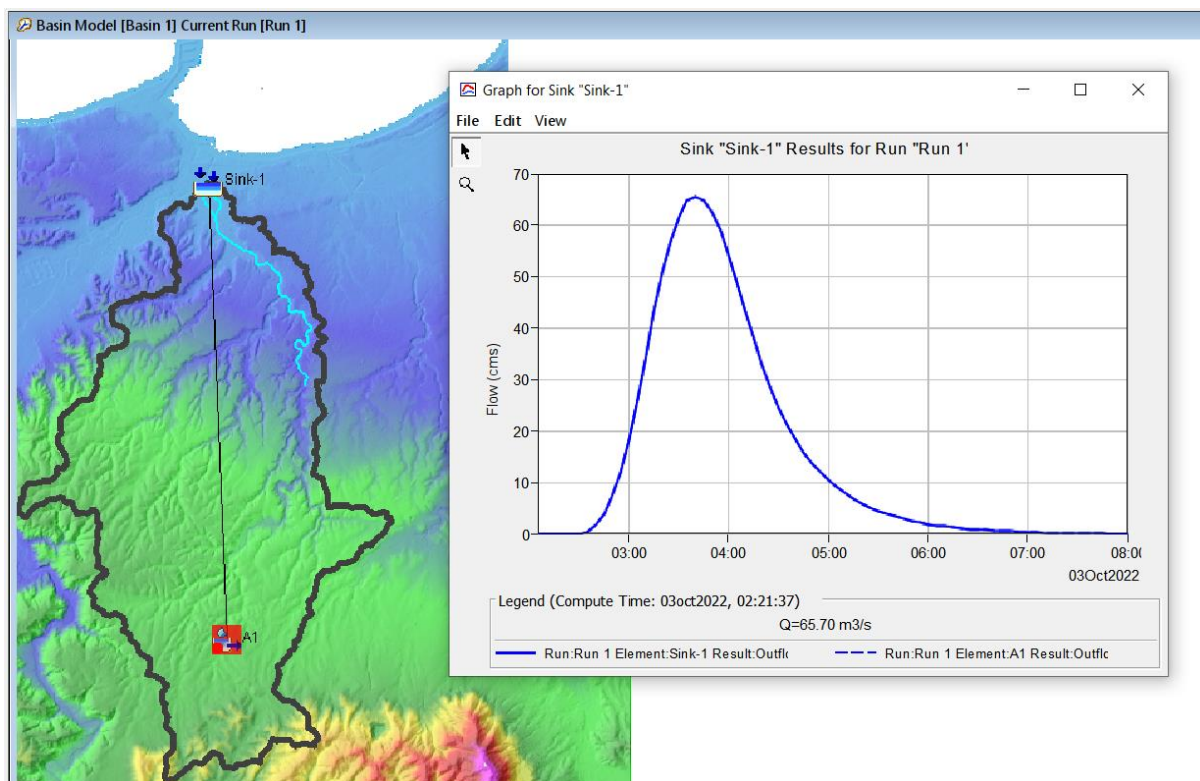 Basin Model [Basin 1] Current Run [Run 1]
Sink-1
A1
Graph for Sink "Sink-1"
File Edit View
Sink "Sink-1" Results for Run "Run 1'
Flow (cms)
70
60
50
40
30
20
10
0
03:00 04:00 05:00 06:00 07:00 08:00
03Oct2022
Legend (Compute Time: 03oct2022, 02:21:37)
Q=65.70 m3/s
Run:Run 1 Element:Sink-1 Result:Outflc Run:Run 1 Element:A1 Result:Outflc